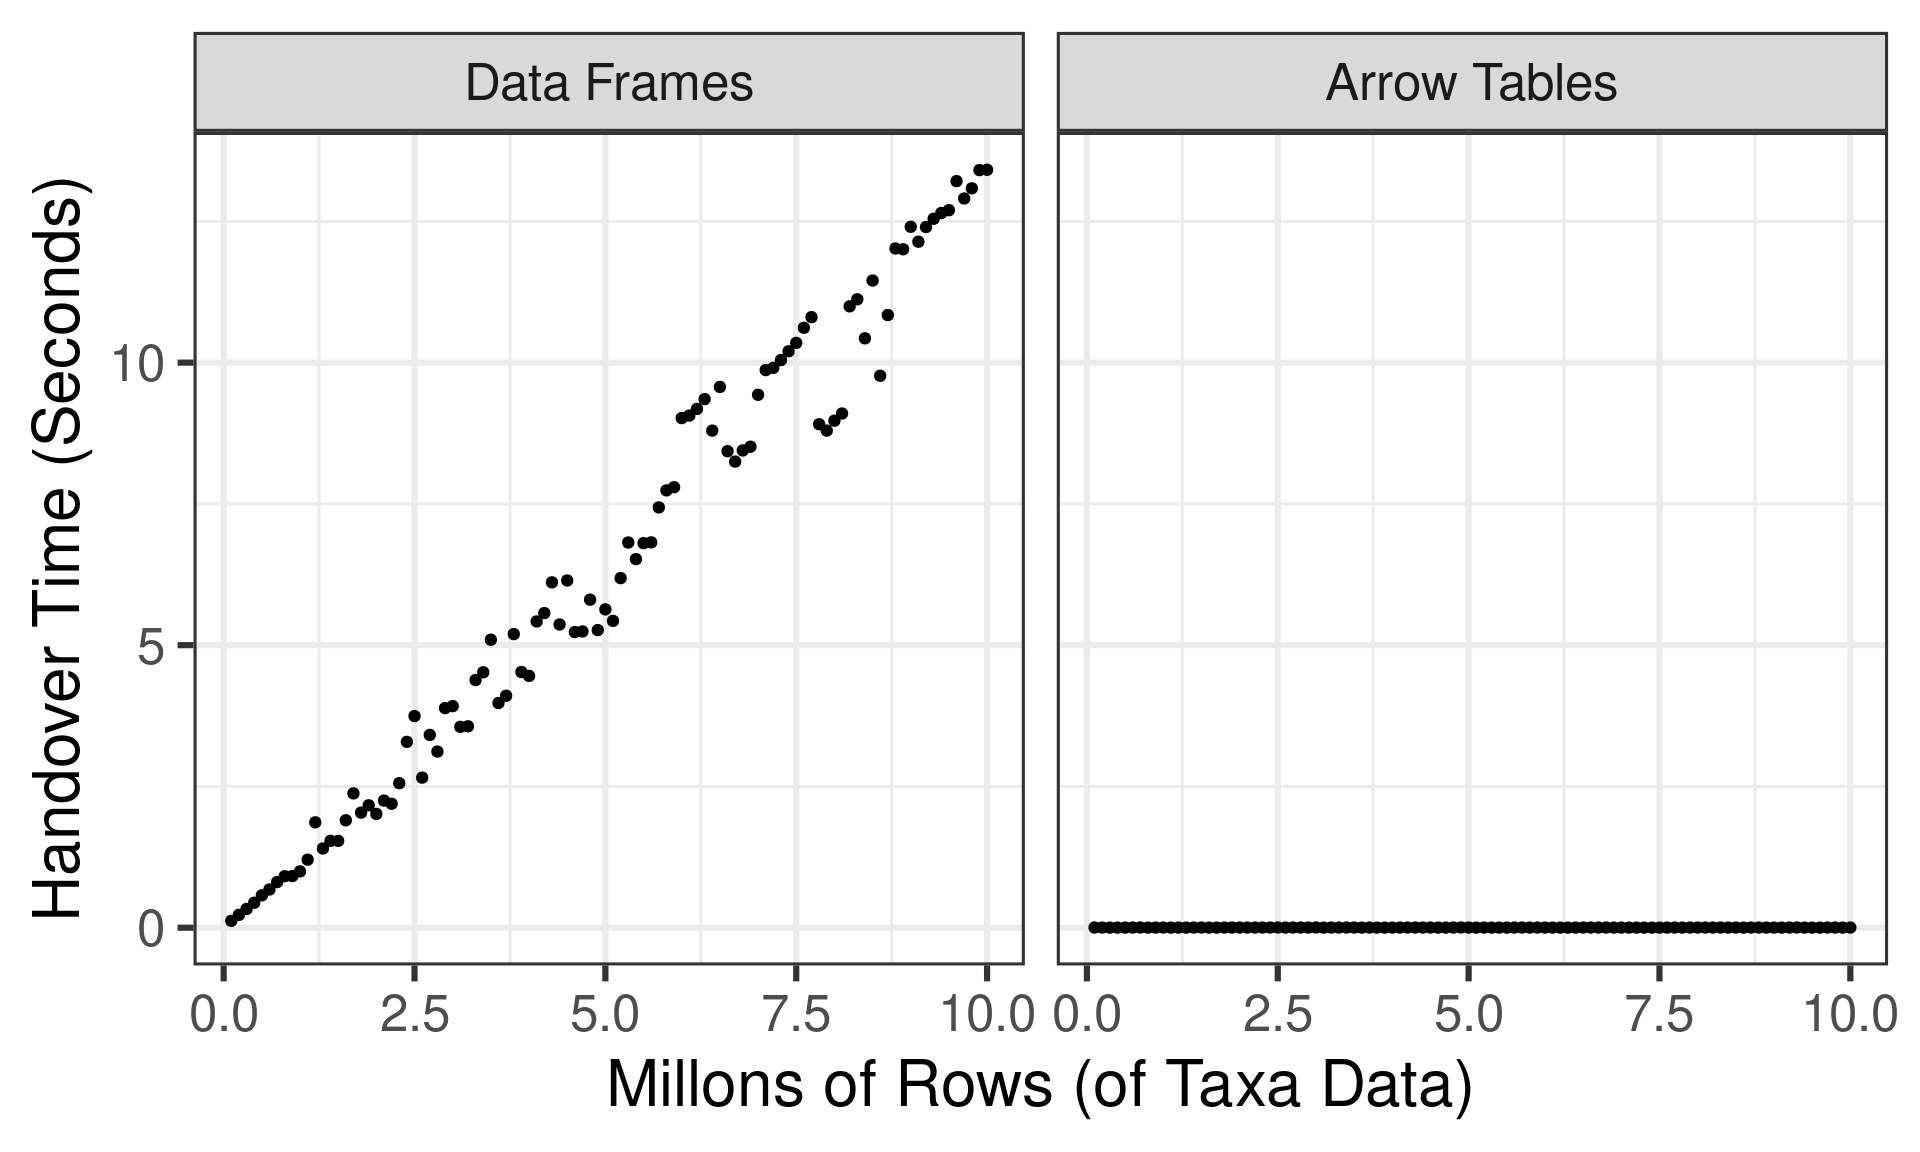 Data Frames
Arrow Tables
Handover Time (Seconds)
10
5
0
0.0 2.5 5.0 7.5 10.0
0.0 2.5 5.0 7.5 10.0
Millons of Rows (of Taxa Data)